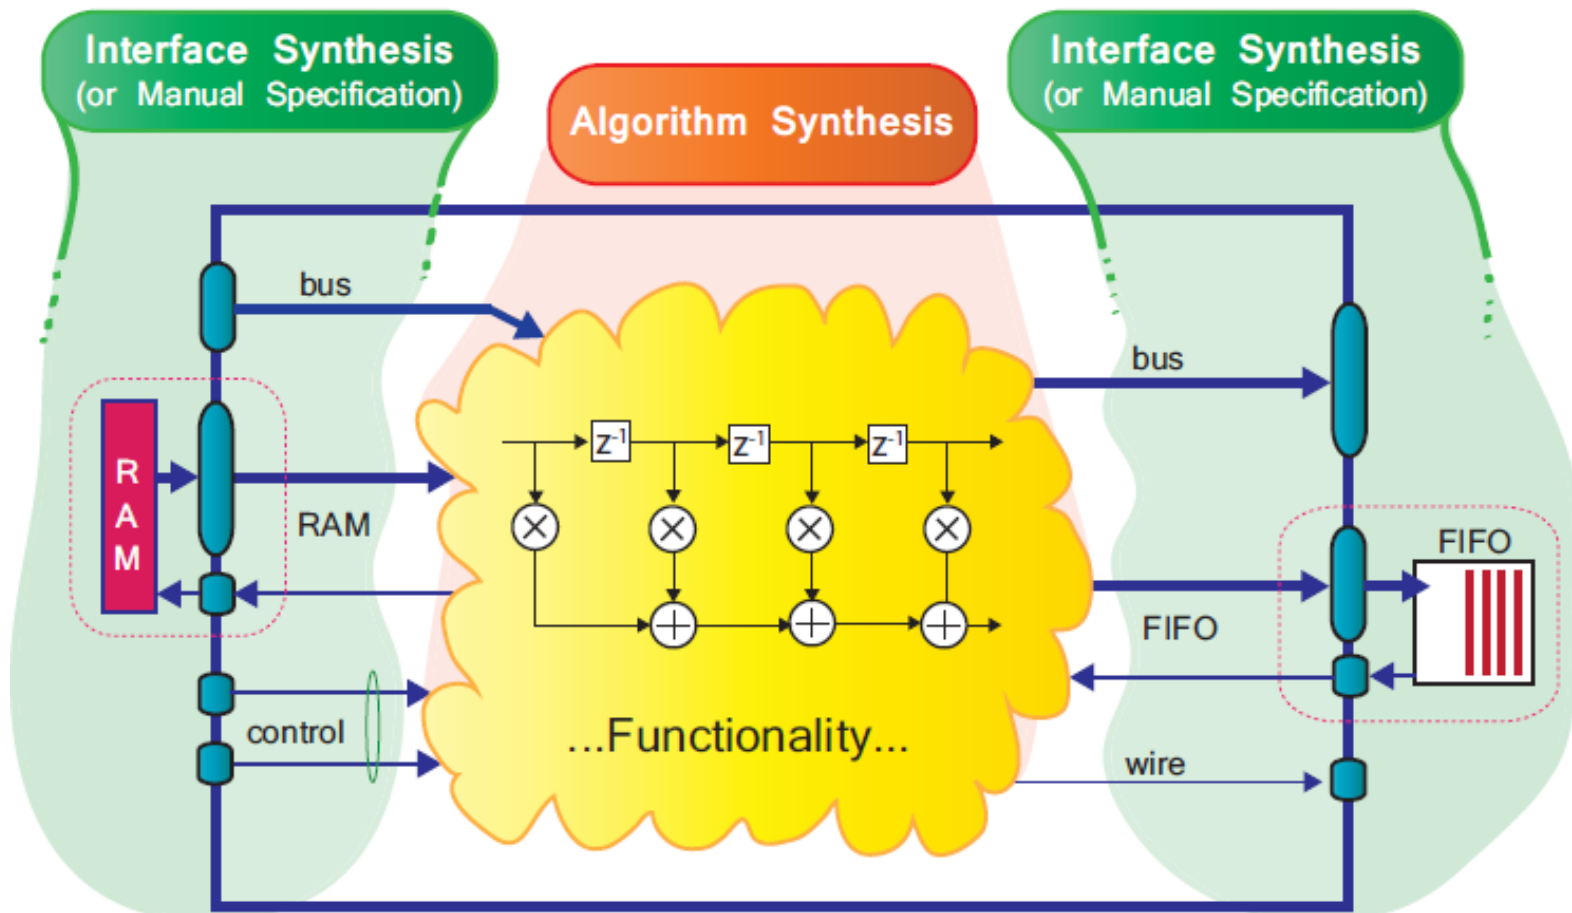 Interface Synthesis
(or Manual Specification)
Algorithm Synthesis
Interface Synthesis
(or Manual Specification)
bus
bus
R
A
M
RAM
z-1
z-1
z-1
FIFO
FIFO
control
...Functionality...
wire